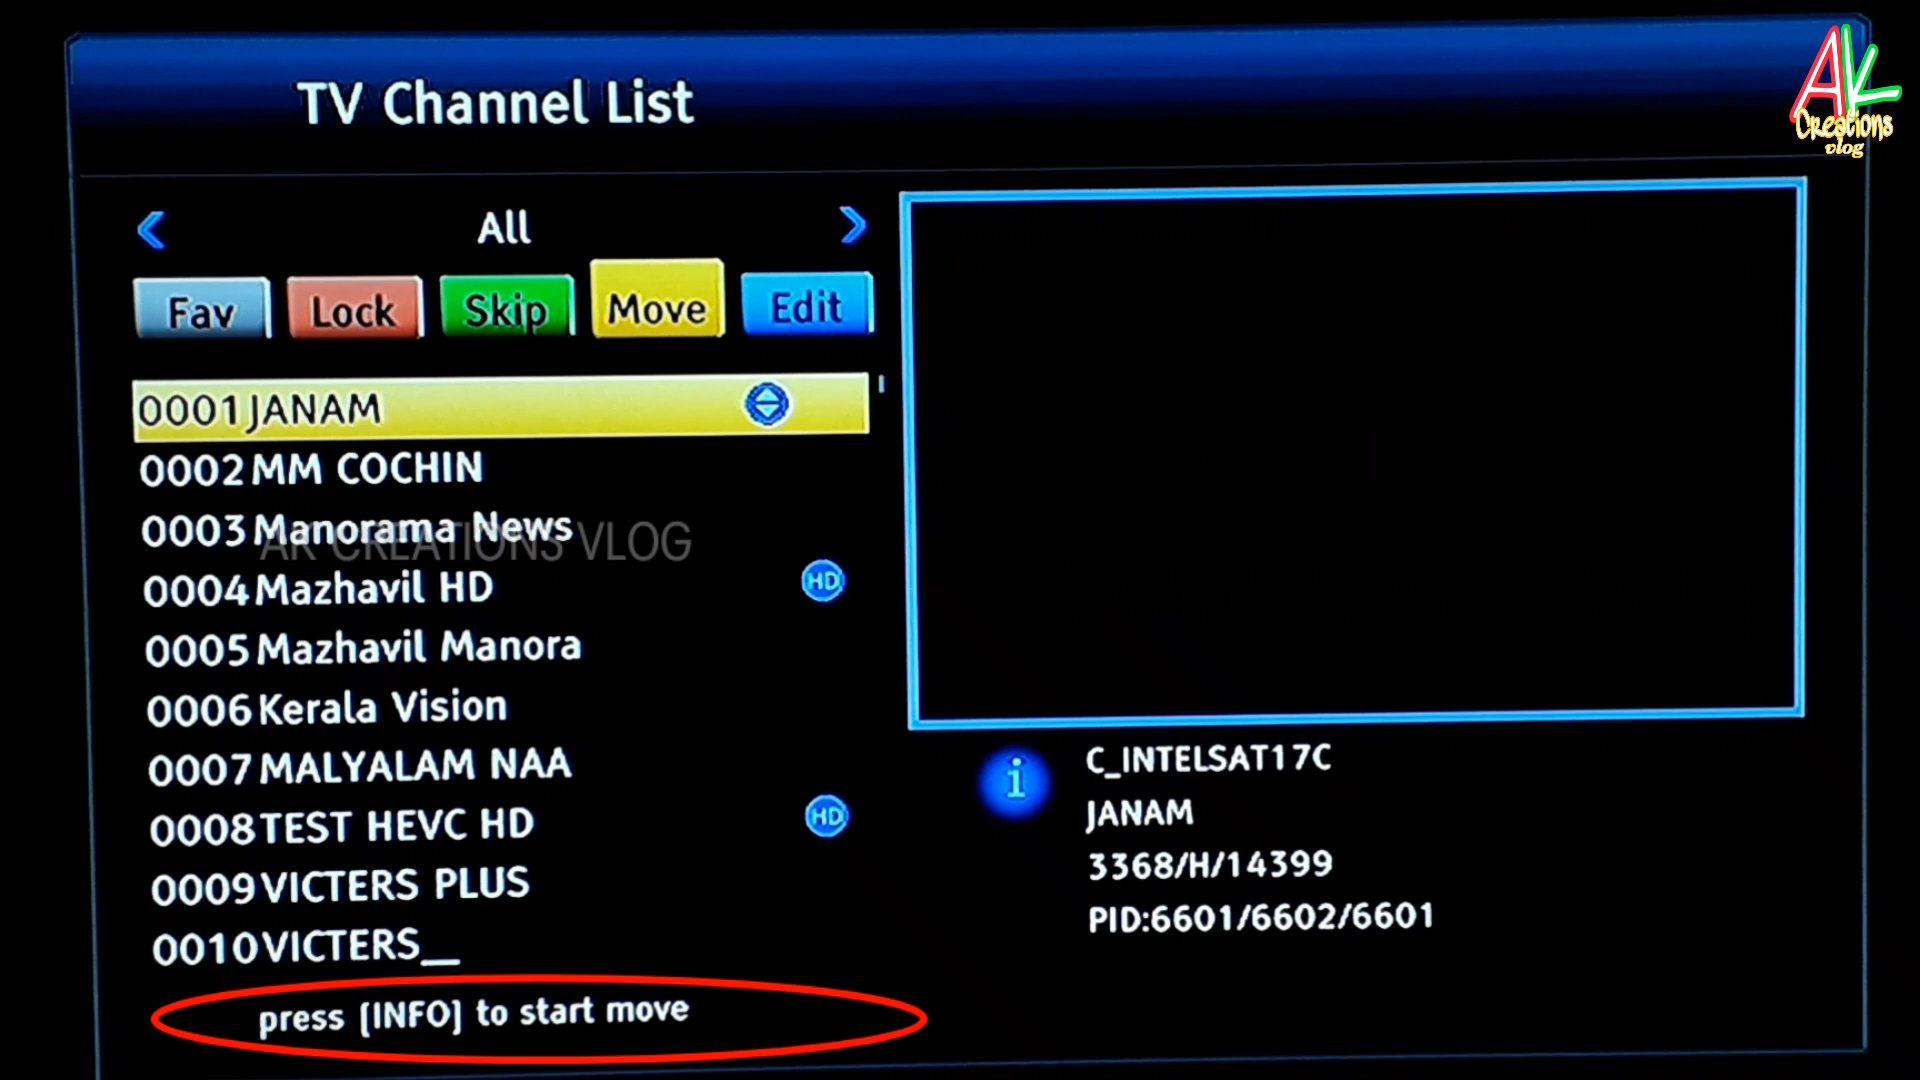 TV Channel List
AK
Creations
vlog
All
Fav Lock Skip Move Edit
0001 JANAM
0002 MM COCHIN
0003 Manorama News
AK CREATIONS VLOG
0004 Mazhavil HD HD
0005 Mazhavil Manora
0006 Kerala Vision
0007 MALYALAM NAA
0008 TEST HEVC HD HD
0009 VICTERS PLUS
0010 VICTERS__
press [INFO] to start move
i
C_INTELSAT17C
JANAM
3368/H/14399
PID:6601/6602/6601